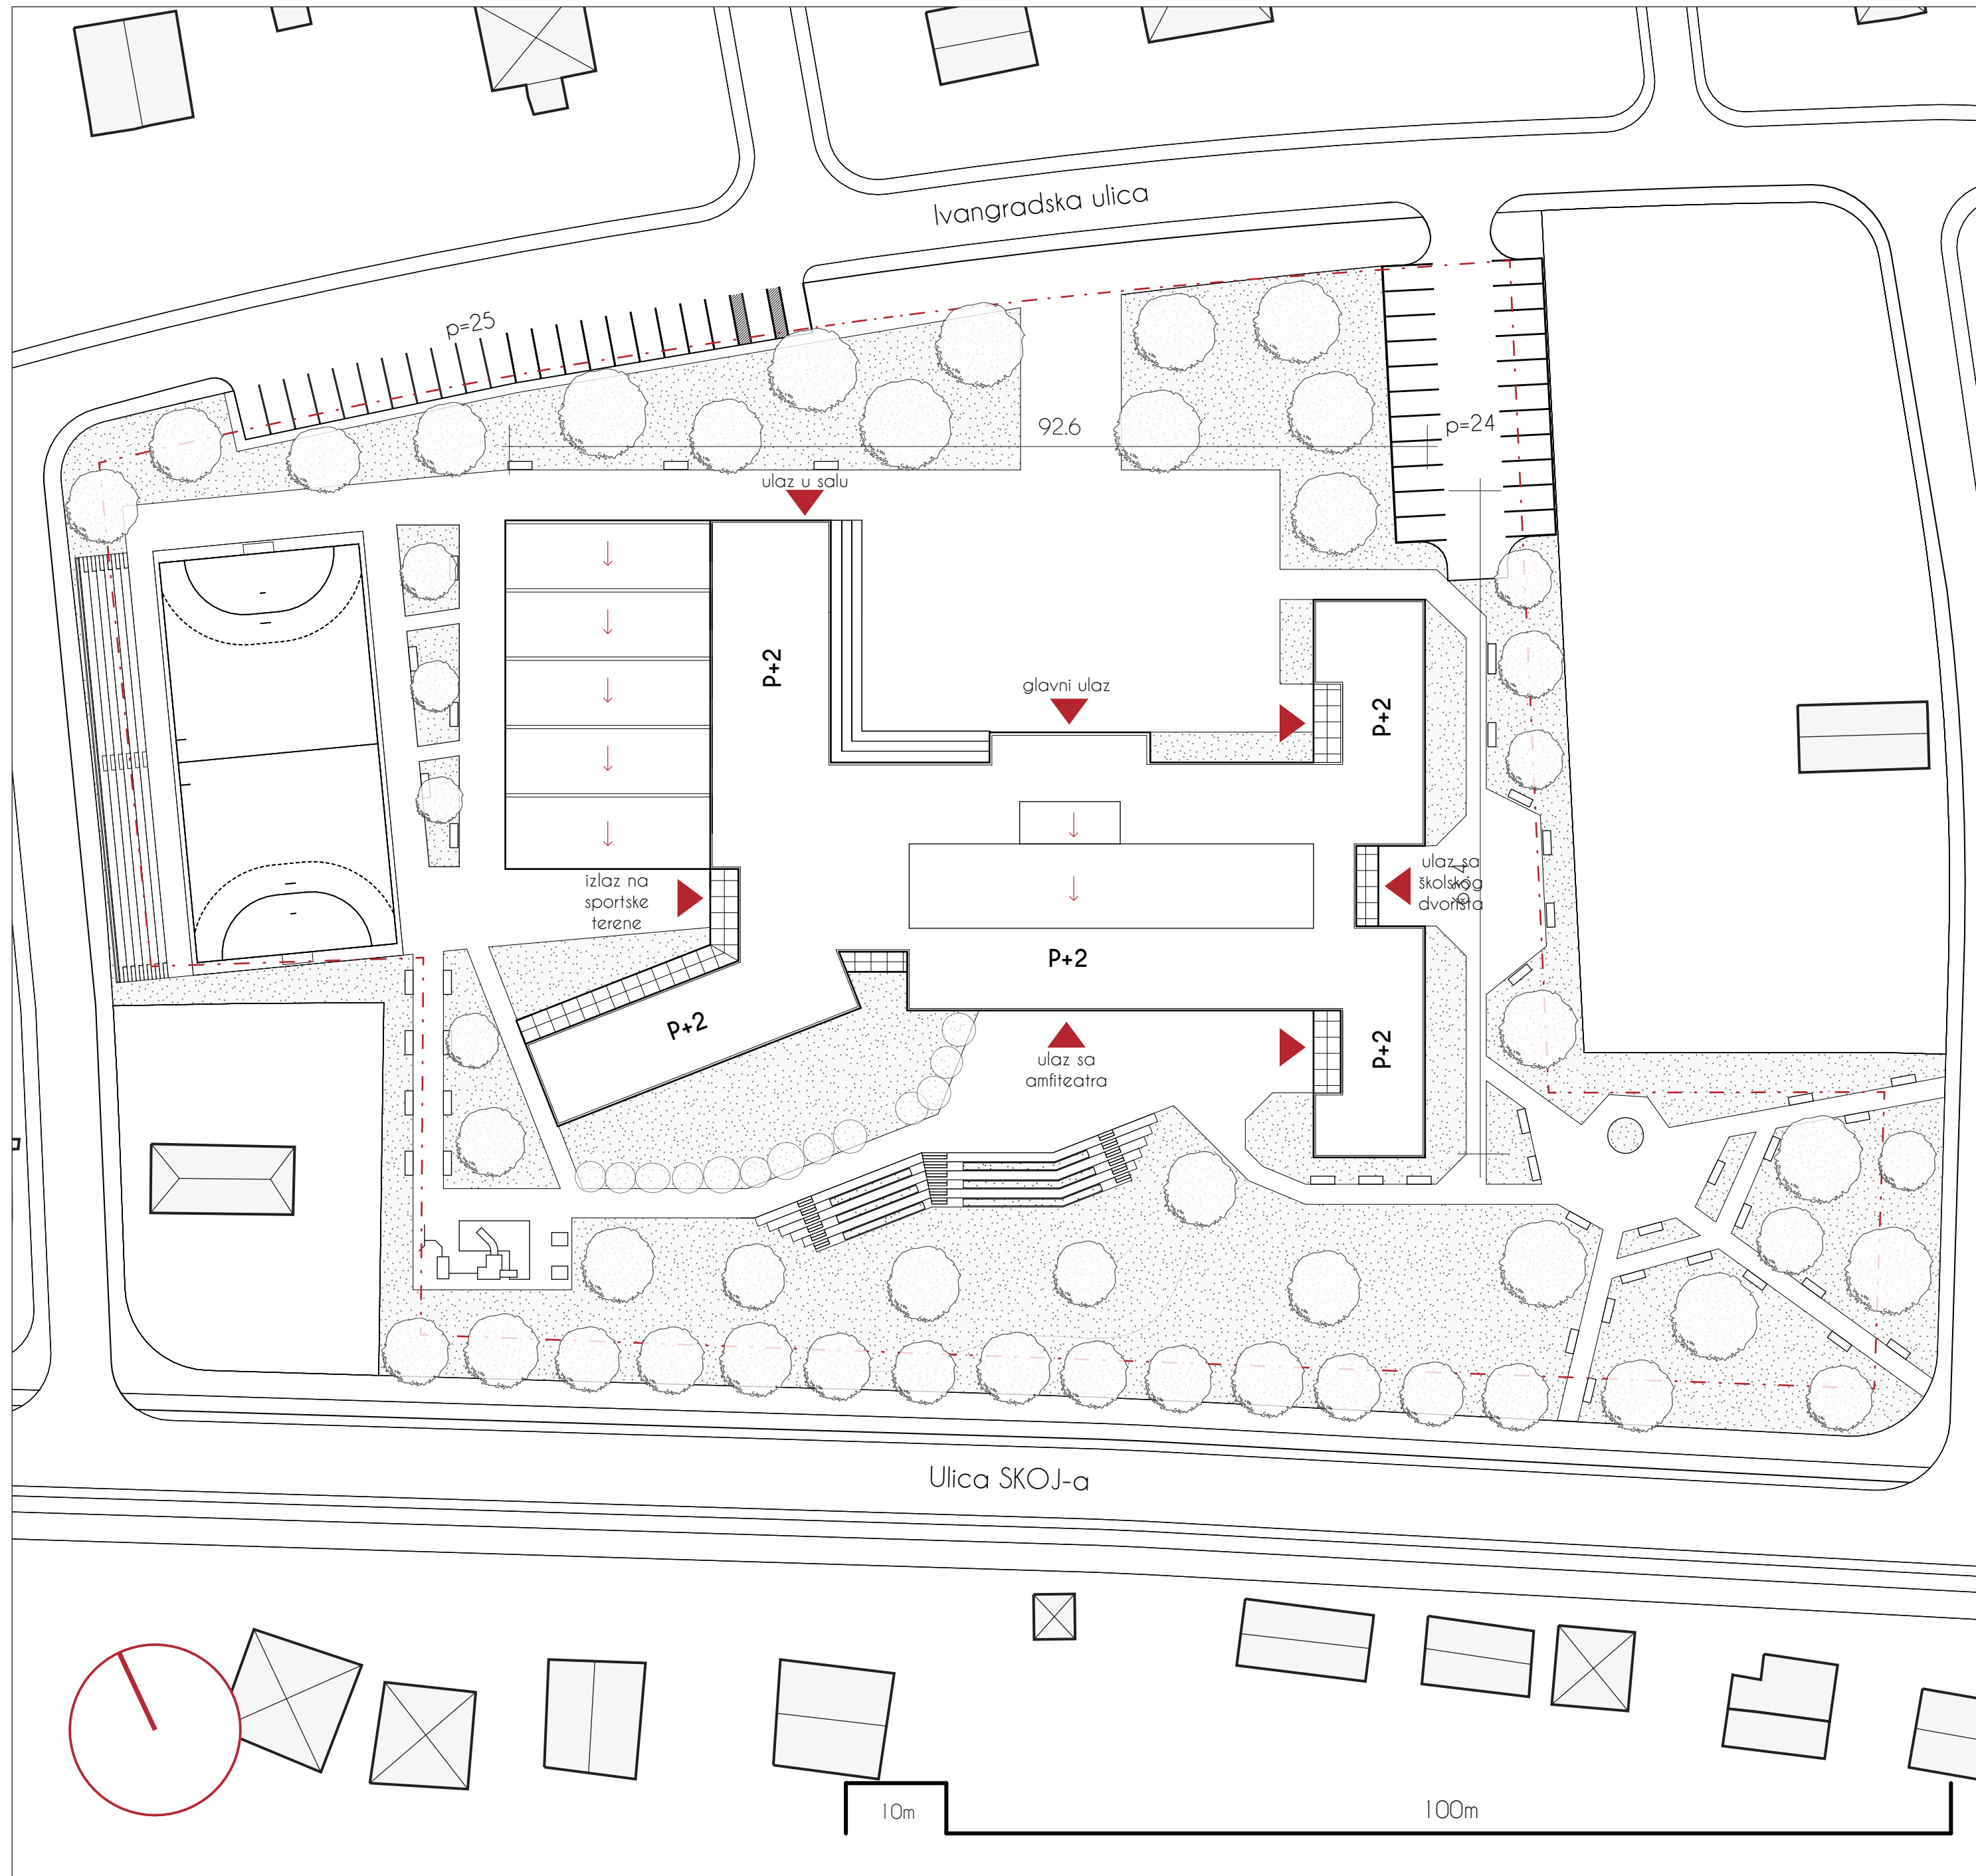 Ivangradska ulica
p=25
92.6
p=24
ulaz u salu
P+2
glavni ulaz
P+2
izlaz na
sportske
terene
ulaz sa
školskog
dvorišta
P+2
P+2
ulaz sa
amfiteatra
P+2
Ulica SKOJ-a
10m
100m